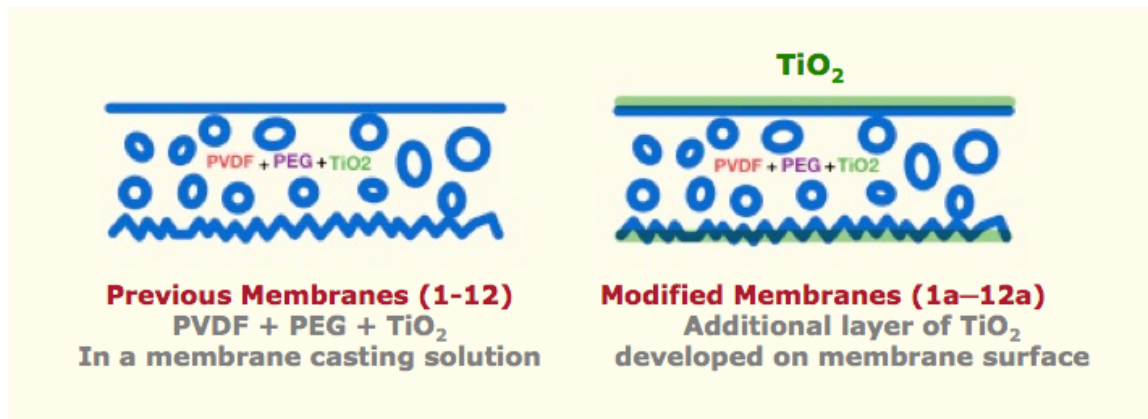 TiO₂
PVDF + PEG + TiO2
PVDF + PEG + TiO2
Previous Membranes (1-12)
PVDF + PEG + TiO₂
In a membrane casting solution
Modified Membranes (1a—12a)
Additional layer of TiO₂
developed on membrane surface